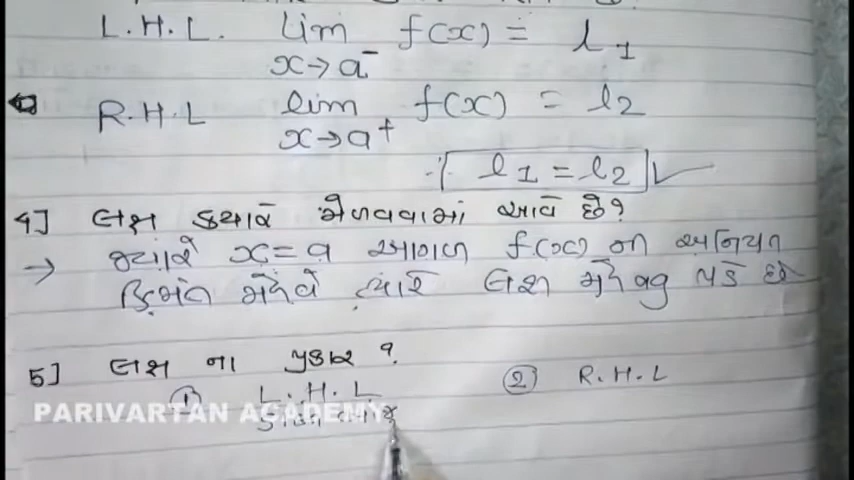 L.H.L. lim f(x) = l1
x→a⁻
R.H.L lim f(x) = l2
x→a⁺
∴ l1 = l2 ✓
4] લક્ષ કયારે મેળવવામાં આવે છે?
→ જ્યારે x=a આગળ f(x) ની અનિયત
કિંમત મળે ત્યારે લક્ષ મેળવવુ પડે છે
5] લક્ષ ના પ્રકાર ?
① L.H.L ② R.H.L
PARIVARTAN ACADEMY